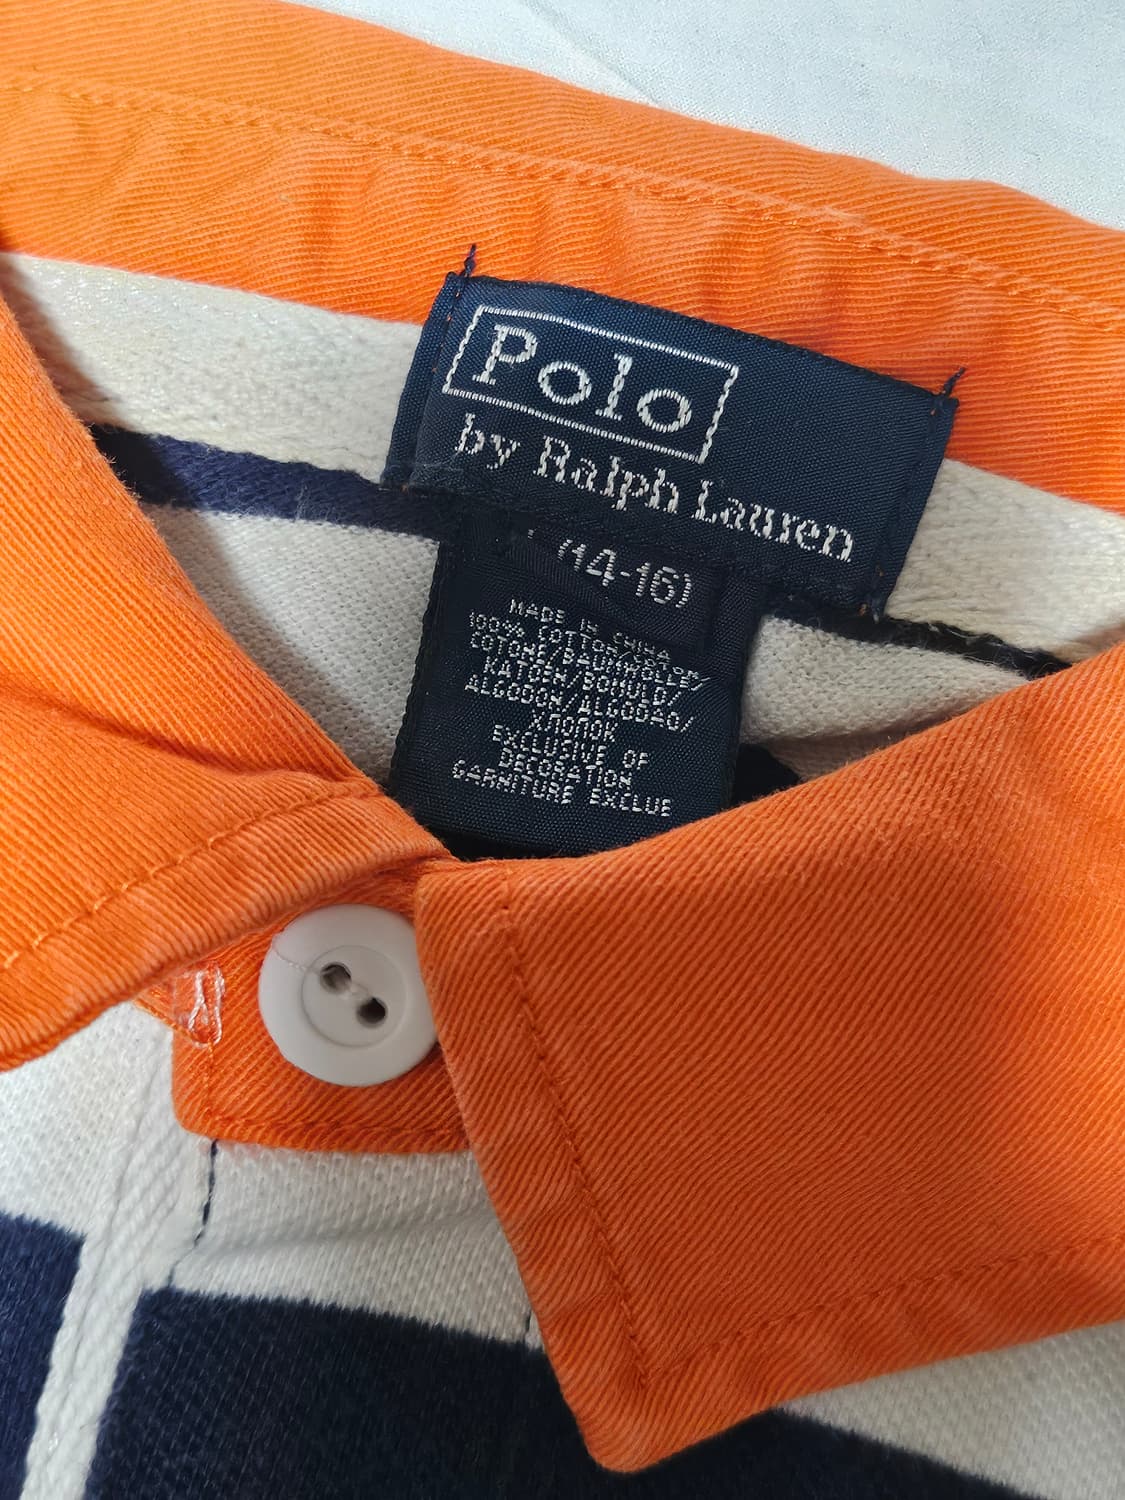 Polo
by Ralph Lauren
(14-16)
MADE IN CHINA
100% COTTON/
COTONE/BAUMWOLLE/
KATOEN/BOMULD/
ALGODON/ALGODAO/
ХЛОПОК
EXCLUSIVE OF
DECORATION
GARNITURE EXCLUE